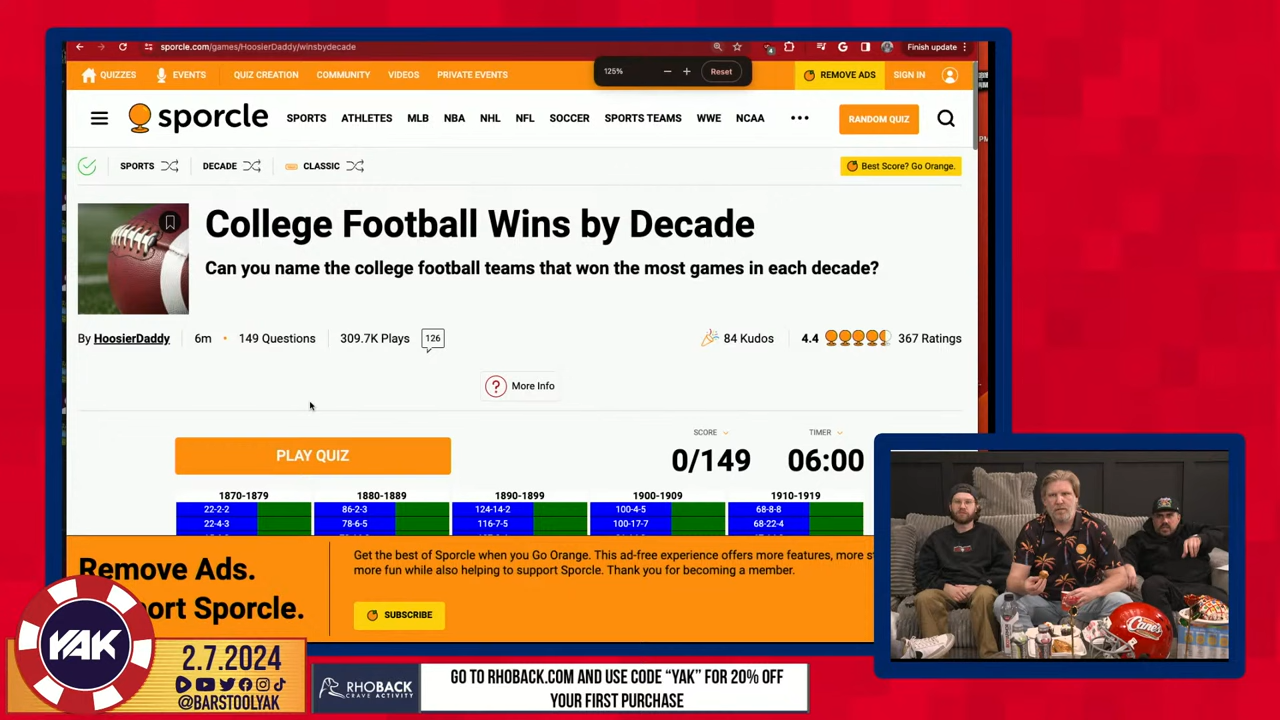 sporcle.com/games/HoosierDaddy/winsbydecade
Finish update
125%
Reset
QUIZZES
EVENTS
QUIZ CREATION
COMMUNITY
VIDEOS
PRIVATE EVENTS
REMOVE ADS
SIGN IN
sporcle
SPORTS
ATHLETES
MLB
NBA
NHL
NFL
SOCCER
SPORTS TEAMS
WWE
NCAA
RANDOM QUIZ
SPORTS
DECADE
CLASSIC
Best Score? Go Orange.
College Football Wins by Decade
Can you name the college football teams that won the most games in each decade?
By HoosierDaddy
6m • 149 Questions
309.7K Plays
126
84 Kudos
4.4
367 Ratings
? More Info
PLAY QUIZ
SCORE
0/149
TIMER
06:00
1870-1879
1880-1889
1890-1899
1900-1909
1910-1919
22-2-2
86-2-3
124-14-2
100-4-5
68-8-8
22-4-3
78-6-5
116-7-5
100-17-7
68-22-4
Remove Ads.
ort Sporcle.
Get the best of Sporcle when you Go Orange. This ad-free experience offers more features, more s
more fun while also helping to support Sporcle. Thank you for becoming a member.
SUBSCRIBE
Cane's
YAK
2.7.2024
@BARSTOOLYAK
RHOBACK
CRAVE ACTIVITY
GO TO RHOBACK.COM AND USE CODE “YAK” FOR 20% OFF
YOUR FIRST PURCHASE